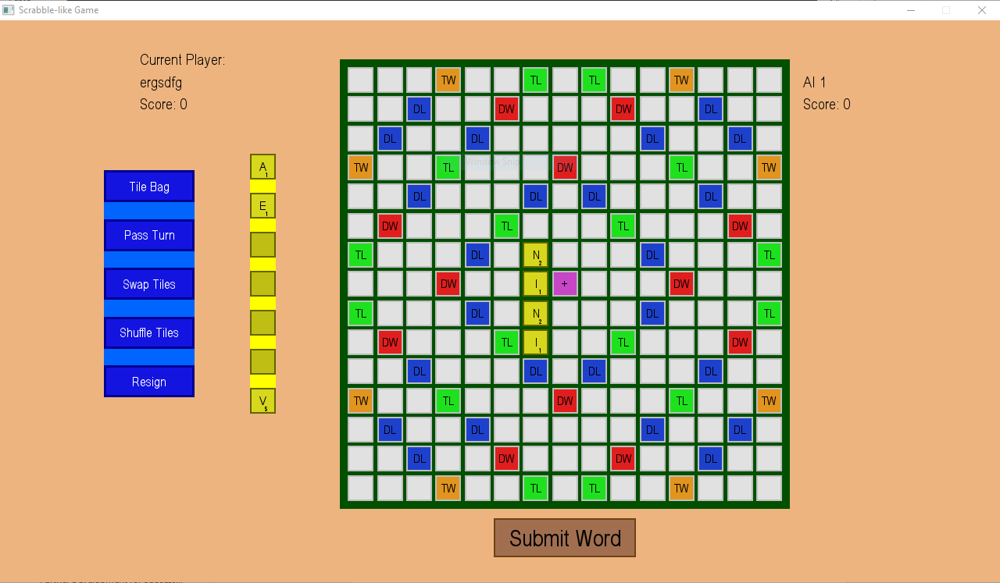 Scrabble-like Game
Current Player:
ergsdfg
Score: 0
AI 1
Score: 0
Tile Bag
Pass Turn
Swap Tiles
Shuffle Tiles
Resign
A 1
E 1
V 5
TW TL TL TW
DL DW DW DL
DL DL DL DL
TW TL DW TL TW
Window Snip
DL DL DL DL
DW TL TL DW
TL DL N 2 DL TL
DW I 1 + DW
TL DL N 2 DL TL
DW TL I 1 TL DW
DL DL DL DL
TW TL DW TL TW
DL DL DL DL
DL DW DW DL
TW TL TL TW
Submit Word